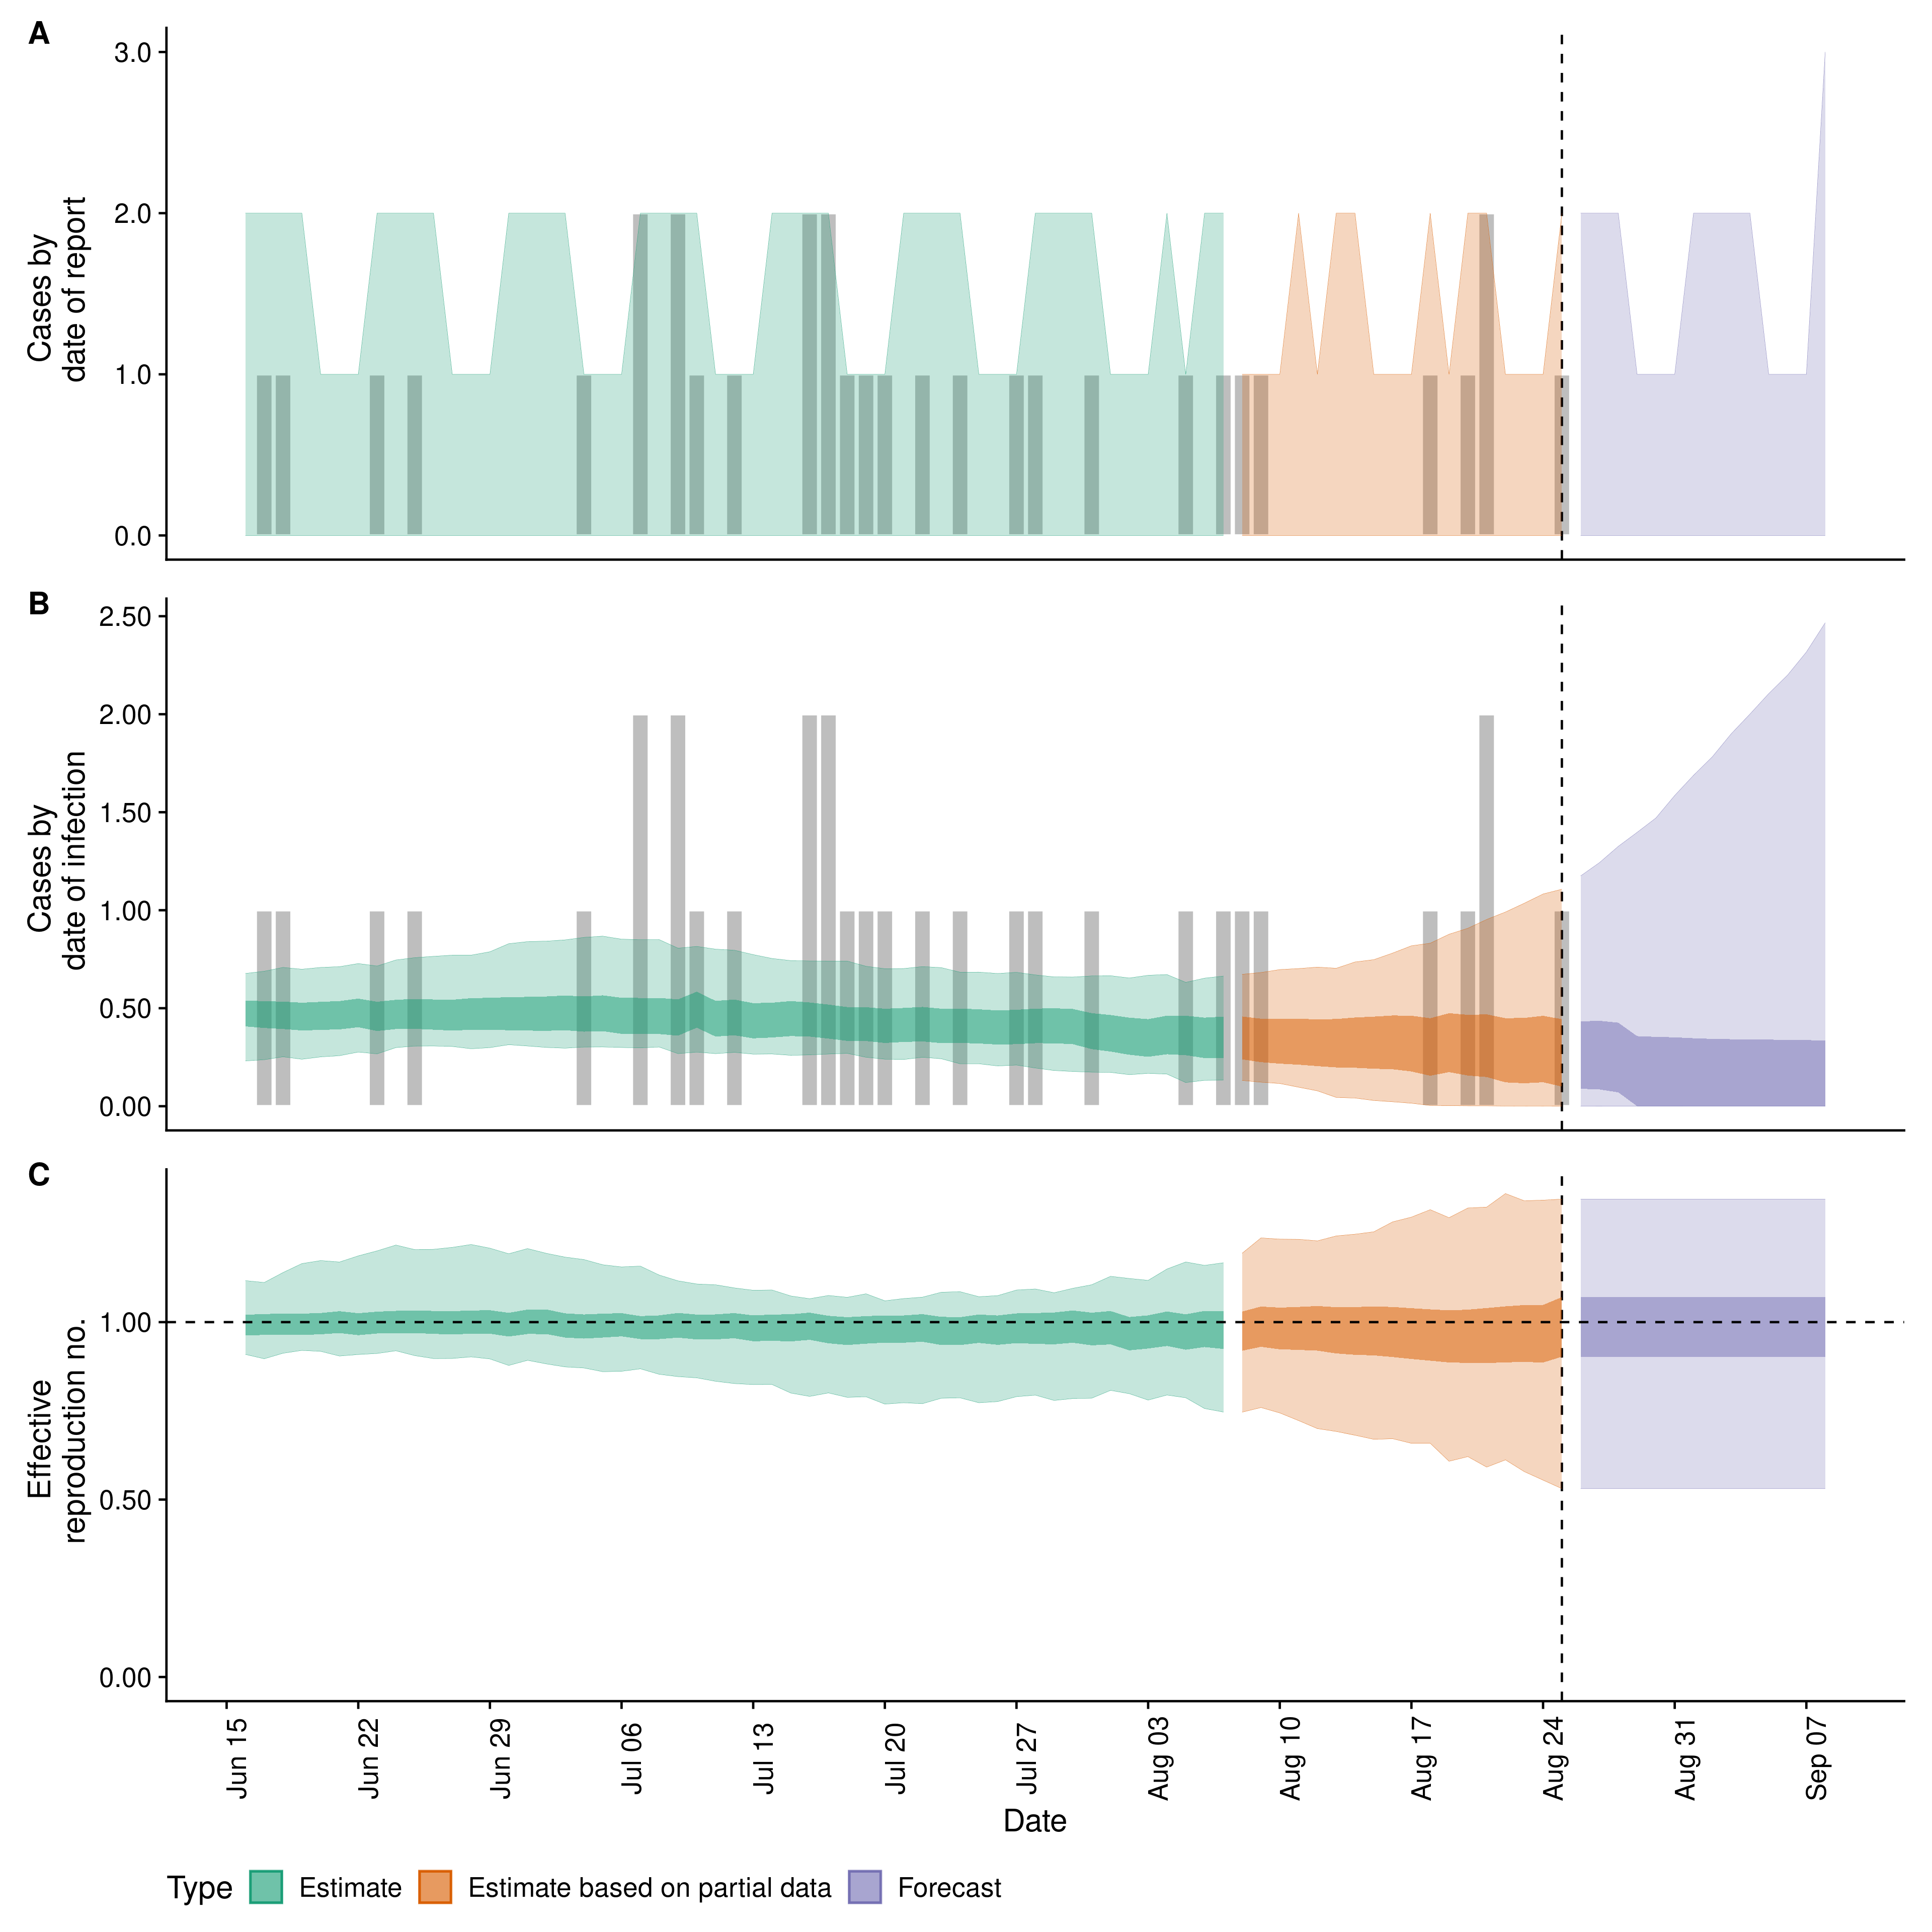 A
3.0
2.0
1.0
0.0
Cases by
date of report
B
2.50
2.00
1.50
1.00
0.50
0.00
Cases by
date of infection
C
1.00
0.50
0.00
Effective
reproduction no.
Jun 15 Jun 22 Jun 29 Jul 06 Jul 13 Jul 20 Jul 27 Aug 03 Aug 10 Aug 17 Aug 24 Aug 31 Sep 07
Date
Type Estimate Estimate based on partial data Forecast